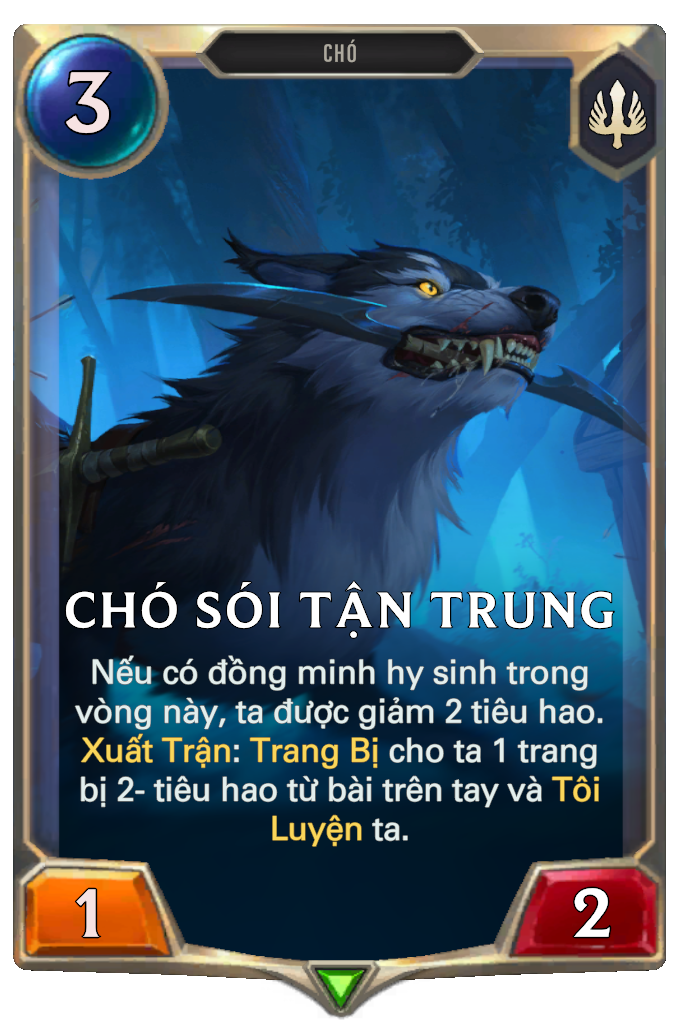 CHÓ
3
CHÓ SÓI TẬN TRUNG
Nếu có đồng minh hy sinh trong
vòng này, ta được giảm 2 tiêu hao.
Xuất Trận: Trang Bị cho ta 1 trang
bị 2- tiêu hao từ bài trên tay và Tôi
Luyện ta.
1
2